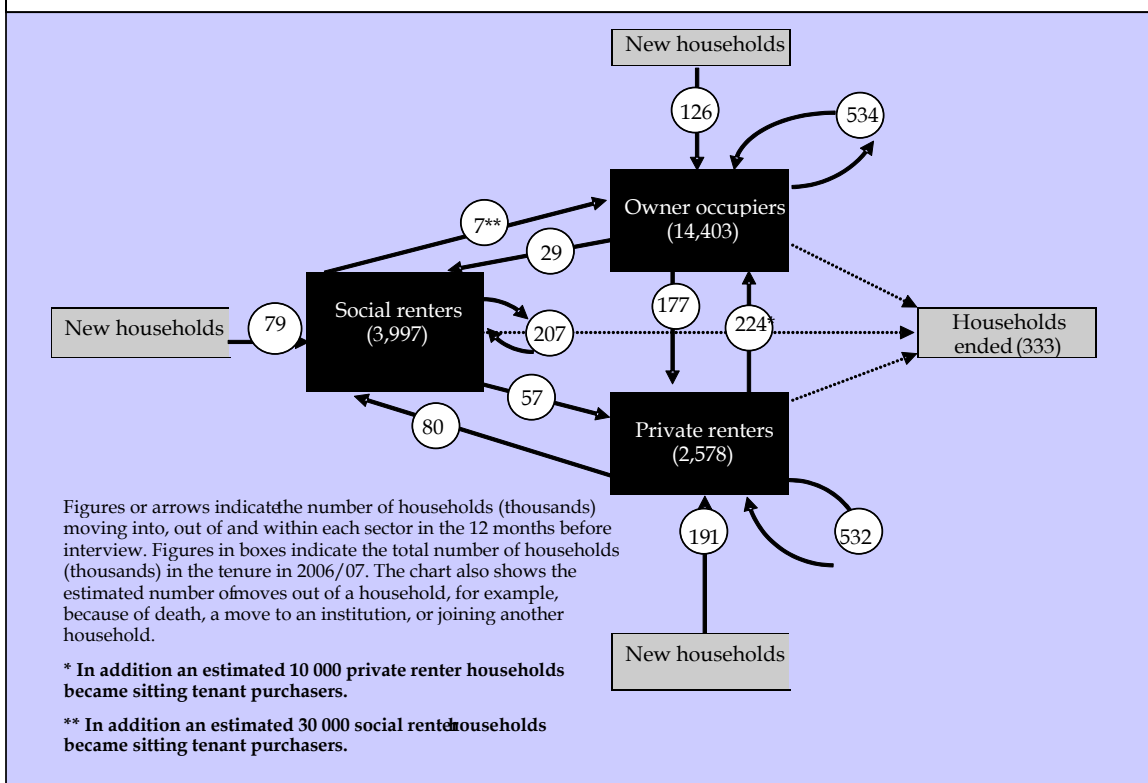 New households
126
534
Owner occupiers
(14,403)
7**
29
177
224*
New households
79
Social renters
(3,997)
207
Households
ended (333)
57
80
Private renters
(2,578)
191
532
New households
Figures or arrows indicate the number of households (thousands)
moving into, out of and within each sector in the 12 months before
interview. Figures in boxes indicate the total number of households
(thousands) in the tenure in 2006/07. The chart also shows the
estimated number of moves out of a household, for example,
because of death, a move to an institution, or joining another
household.
* In addition an estimated 10 000 private renter households
became sitting tenant purchasers.
** In addition an estimated 30 000 social renter households
became sitting tenant purchasers.